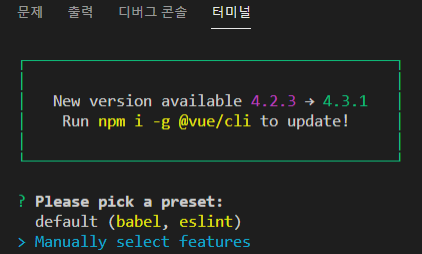 문제 출력 디버그 콘솔 터미널
New version available 4.2.3 → 4.3.1
Run npm i -g @vue/cli to update!
? Please pick a preset:
default (babel, eslint)
> Manually select features